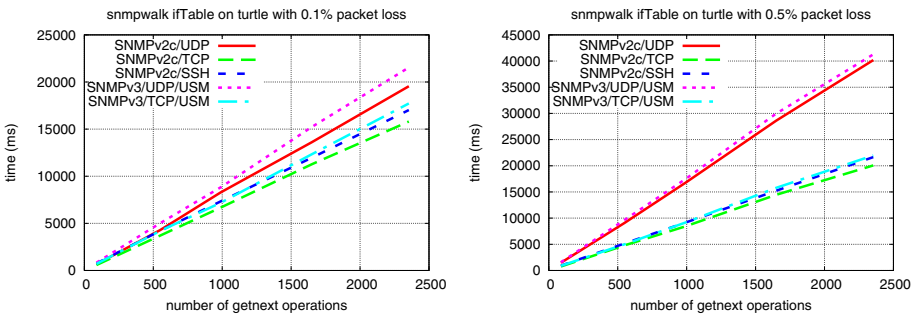 snmpwalk ifTable on turtle with 0.1% packet loss
25000
20000
15000
10000
5000
0
time (ms)
SNMPv2c/UDP
SNMPv2c/TCP
SNMPv2c/SSH
SNMPv3/UDP/USM
SNMPv3/TCP/USM
0 500 1000 1500 2000 2500
number of getnext operations
snmpwalk ifTable on turtle with 0.5% packet loss
45000
40000
35000
30000
25000
20000
15000
10000
5000
0
time (ms)
SNMPv2c/UDP
SNMPv2c/TCP
SNMPv2c/SSH
SNMPv3/UDP/USM
SNMPv3/TCP/USM
0 500 1000 1500 2000 2500
number of getnext operations